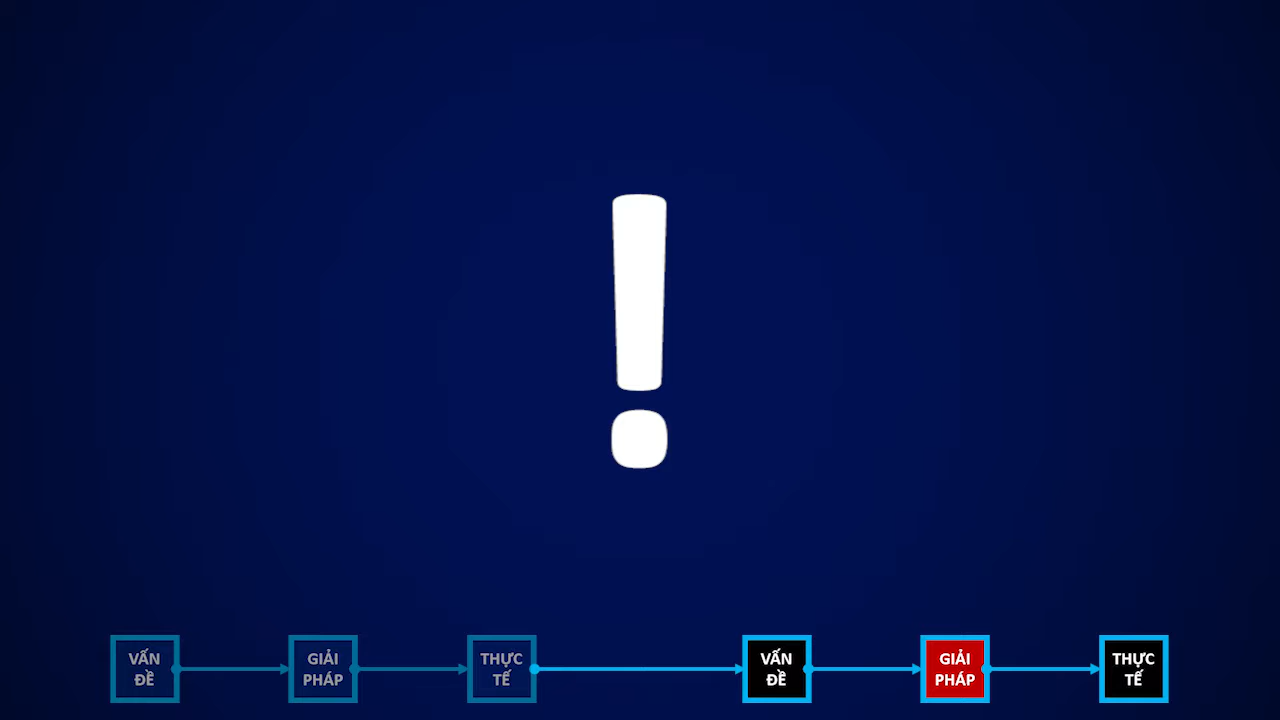 !
VẤN
ĐỀ
GIẢI
PHÁP
THỰC
TẾ
VẤN
ĐỀ
GIẢI
PHÁP
THỰC
TẾ